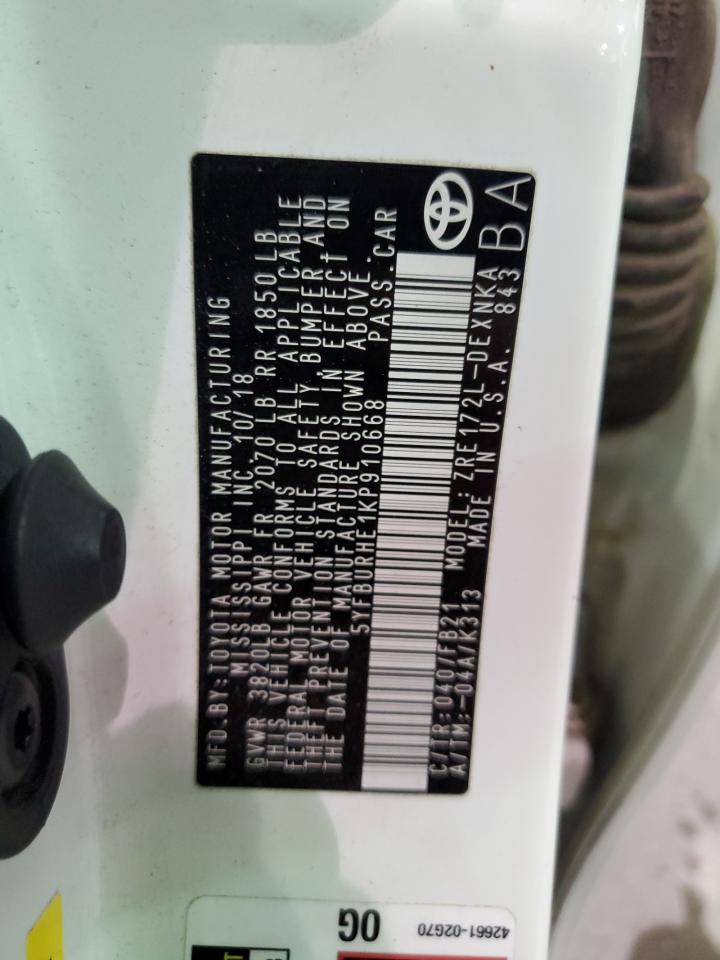 MFD.BY:TOYOTA MOTOR MANUFACTURING
MISSISSIPPI INC. 10/18
GVWR 3820LB GAWR FR 2070 LB RR 1850 LB
THIS VEHICLE CONFORMS TO ALL APPLICABLE
FEDERAL MOTOR VEHICLE SAFETY, BUMPER AND
THEFT PREVENTION STANDARDS IN EFFECT ON
THE DATE OF MANUFACTURE SHOWN ABOVE.
5YFBURHE1KP910668 PASS.CAR
C/TR:040/FB21 MODEL:ZRE172L-DEXNKA
A/TM:-04A/K313 MADE IN U.S.A. 843
BA
42661-02G70
0G